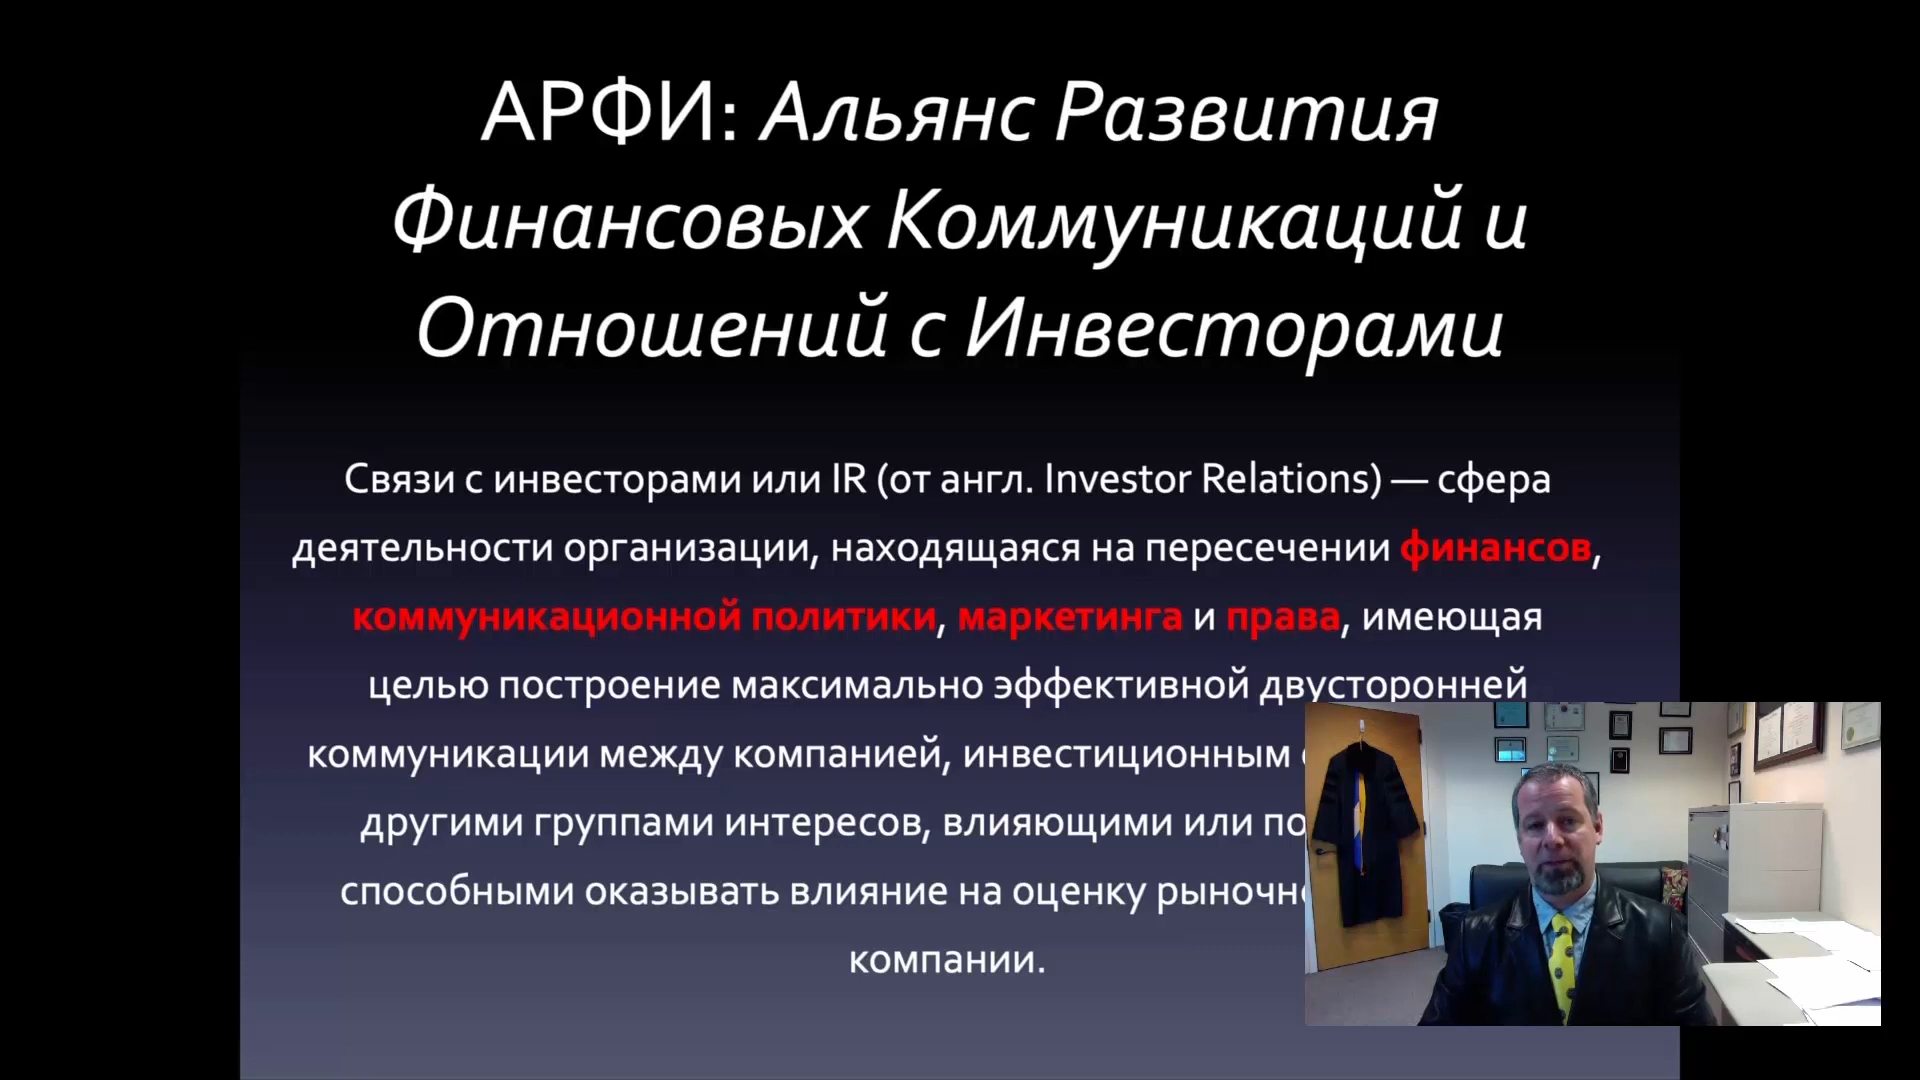 АРФИ: Альянс Развития
Финансовых Коммуникаций и
Отношений с Инвесторами
Связи с инвесторами или IR (от англ. Investor Relations) — сфера
деятельности организации, находящаяся на пересечении финансов,
коммуникационной политики, маркетинга и права, имеющая
целью построение максимально эффективной двусторонней
коммуникации между компанией, инвестиционным
другими группами интересов, влияющими или
способными оказывать влияние на оценку
компании.